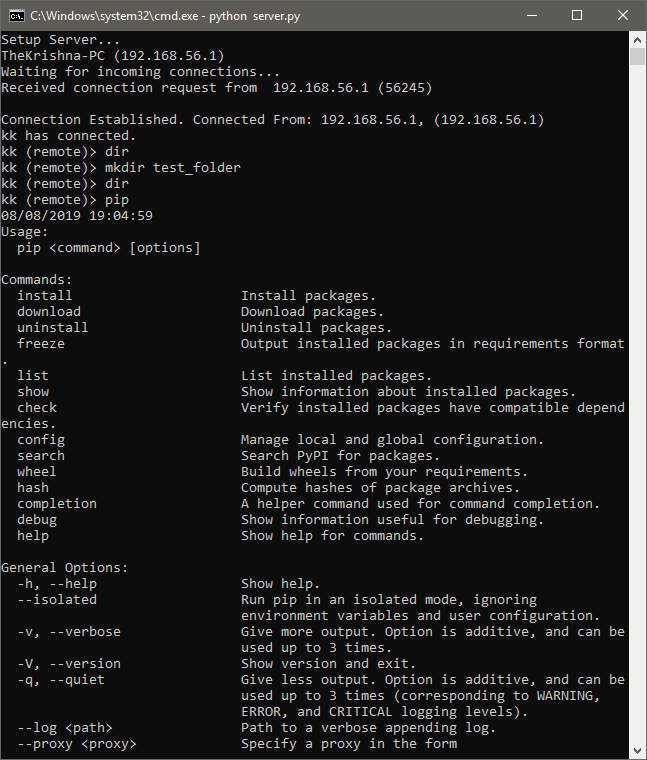 C:\Windows\system32\cmd.exe - python  server.py
Setup Server...
TheKrishna-PC (192.168.56.1)
Waiting for incoming connections...
Received connection request from  192.168.56.1 (56245)
Connection Established. Connected From: 192.168.56.1, (192.168.56.1)
kk has connected.
kk (remote)> dir
kk (remote)> mkdir test_folder
kk (remote)> dir
kk (remote)> pip
08/08/2019 19:04:59
Usage:
  pip <command> [options]
Commands:
  install                     Install packages.
  download                    Download packages.
  uninstall                   Uninstall packages.
  freeze                      Output installed packages in requirements format
.
  list                        List installed packages.
  show                        Show information about installed packages.
  check                       Verify installed packages have compatible depend
encies.
  config                      Manage local and global configuration.
  search                      Search PyPI for packages.
  wheel                       Build wheels from your requirements.
  hash                        Compute hashes of package archives.
  completion                  A helper command used for command completion.
  debug                       Show information useful for debugging.
  help                        Show help for commands.
General Options:
  -h, --help                  Show help.
  --isolated                  Run pip in an isolated mode, ignoring
                              environment variables and user configuration.
  -v, --verbose               Give more output. Option is additive, and can be
                              used up to 3 times.
  -V, --version               Show version and exit.
  -q, --quiet                 Give less output. Option is additive, and can be
                              used up to 3 times (corresponding to WARNING,
                              ERROR, and CRITICAL logging levels).
  --log <path>                Path to a verbose appending log.
  --proxy <proxy>             Specify a proxy in the form